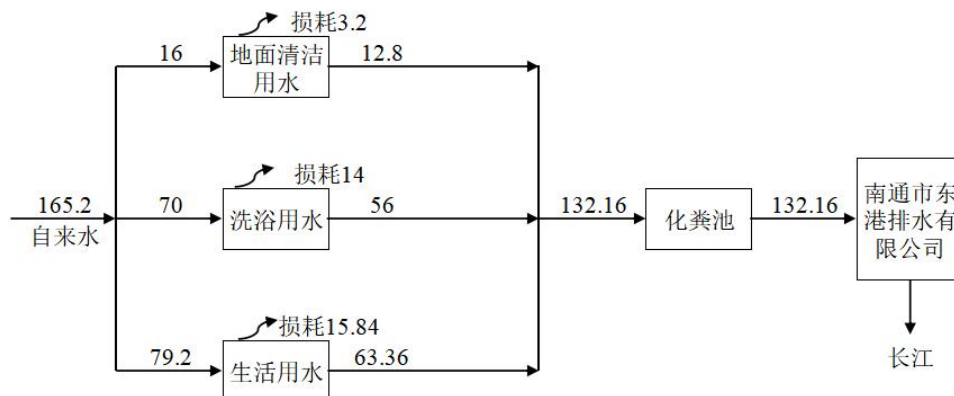 损耗3.2
16
地面清洁
用水
12.8
损耗14
165.2
自来水
70
洗浴用水
56
132.16
化粪池
132.16
南通市东
港排水有
限公司
损耗15.84
79.2
生活用水
63.36
长江